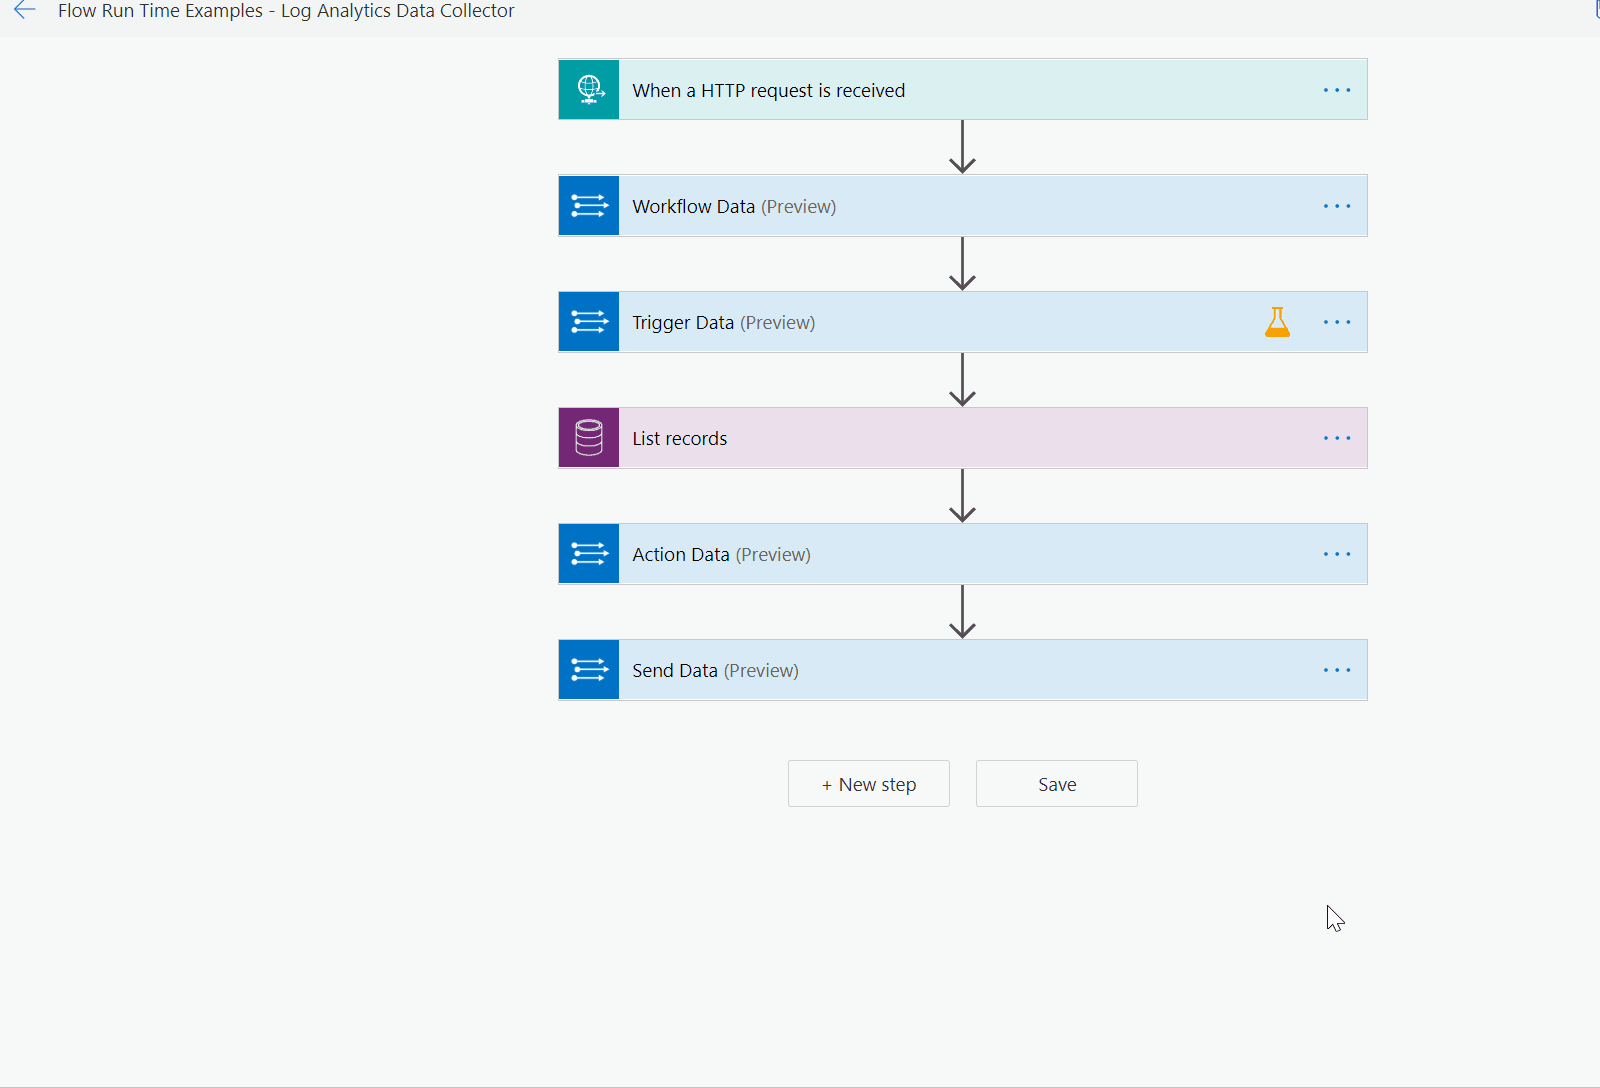 Flow Run Time Examples - Log Analytics Data Collector
When a HTTP request is received
Workflow Data (Preview)
Trigger Data (Preview)
List records
Action Data (Preview)
Send Data (Preview)
+ New step
Save